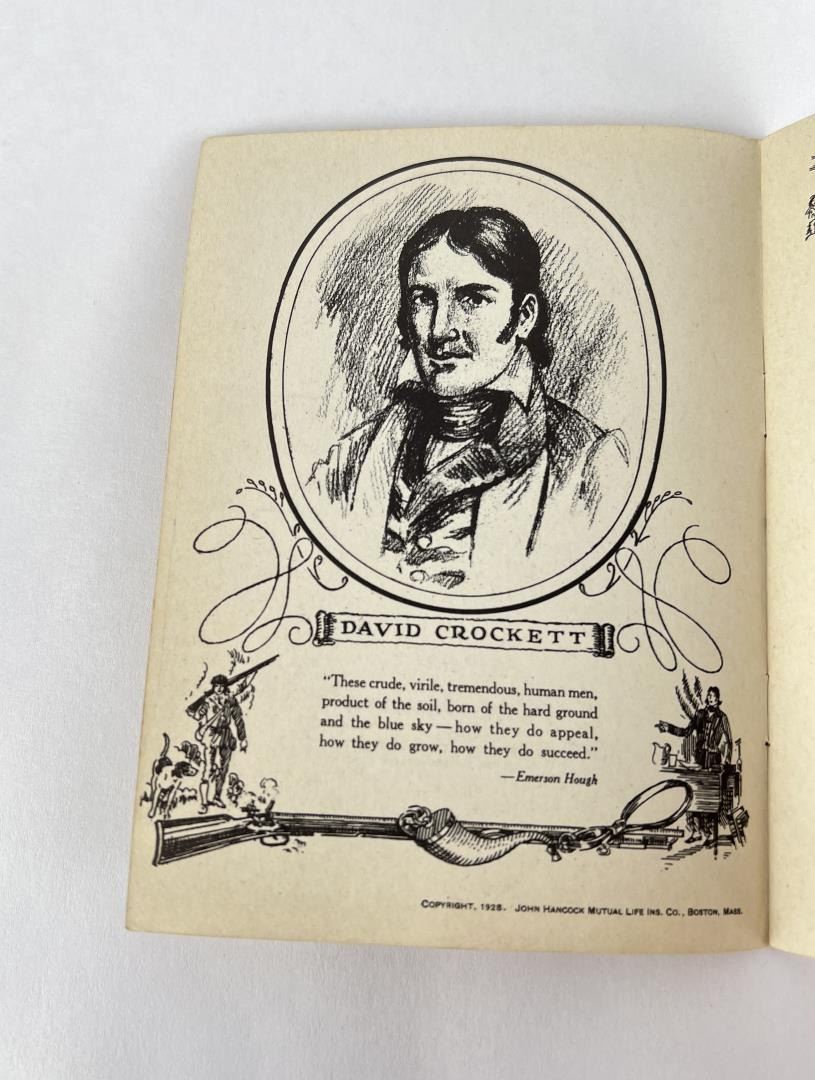 DAVID CROCKETT
“These crude, virile, tremendous, human men,
product of the soil, born of the hard ground
and the blue sky — how they do appeal,
how they do grow, how they do succeed.”
—Emerson Hough
COPYRIGHT, 1928. JOHN HANCOCK MUTUAL LIFE INS. CO., BOSTON, MASS.